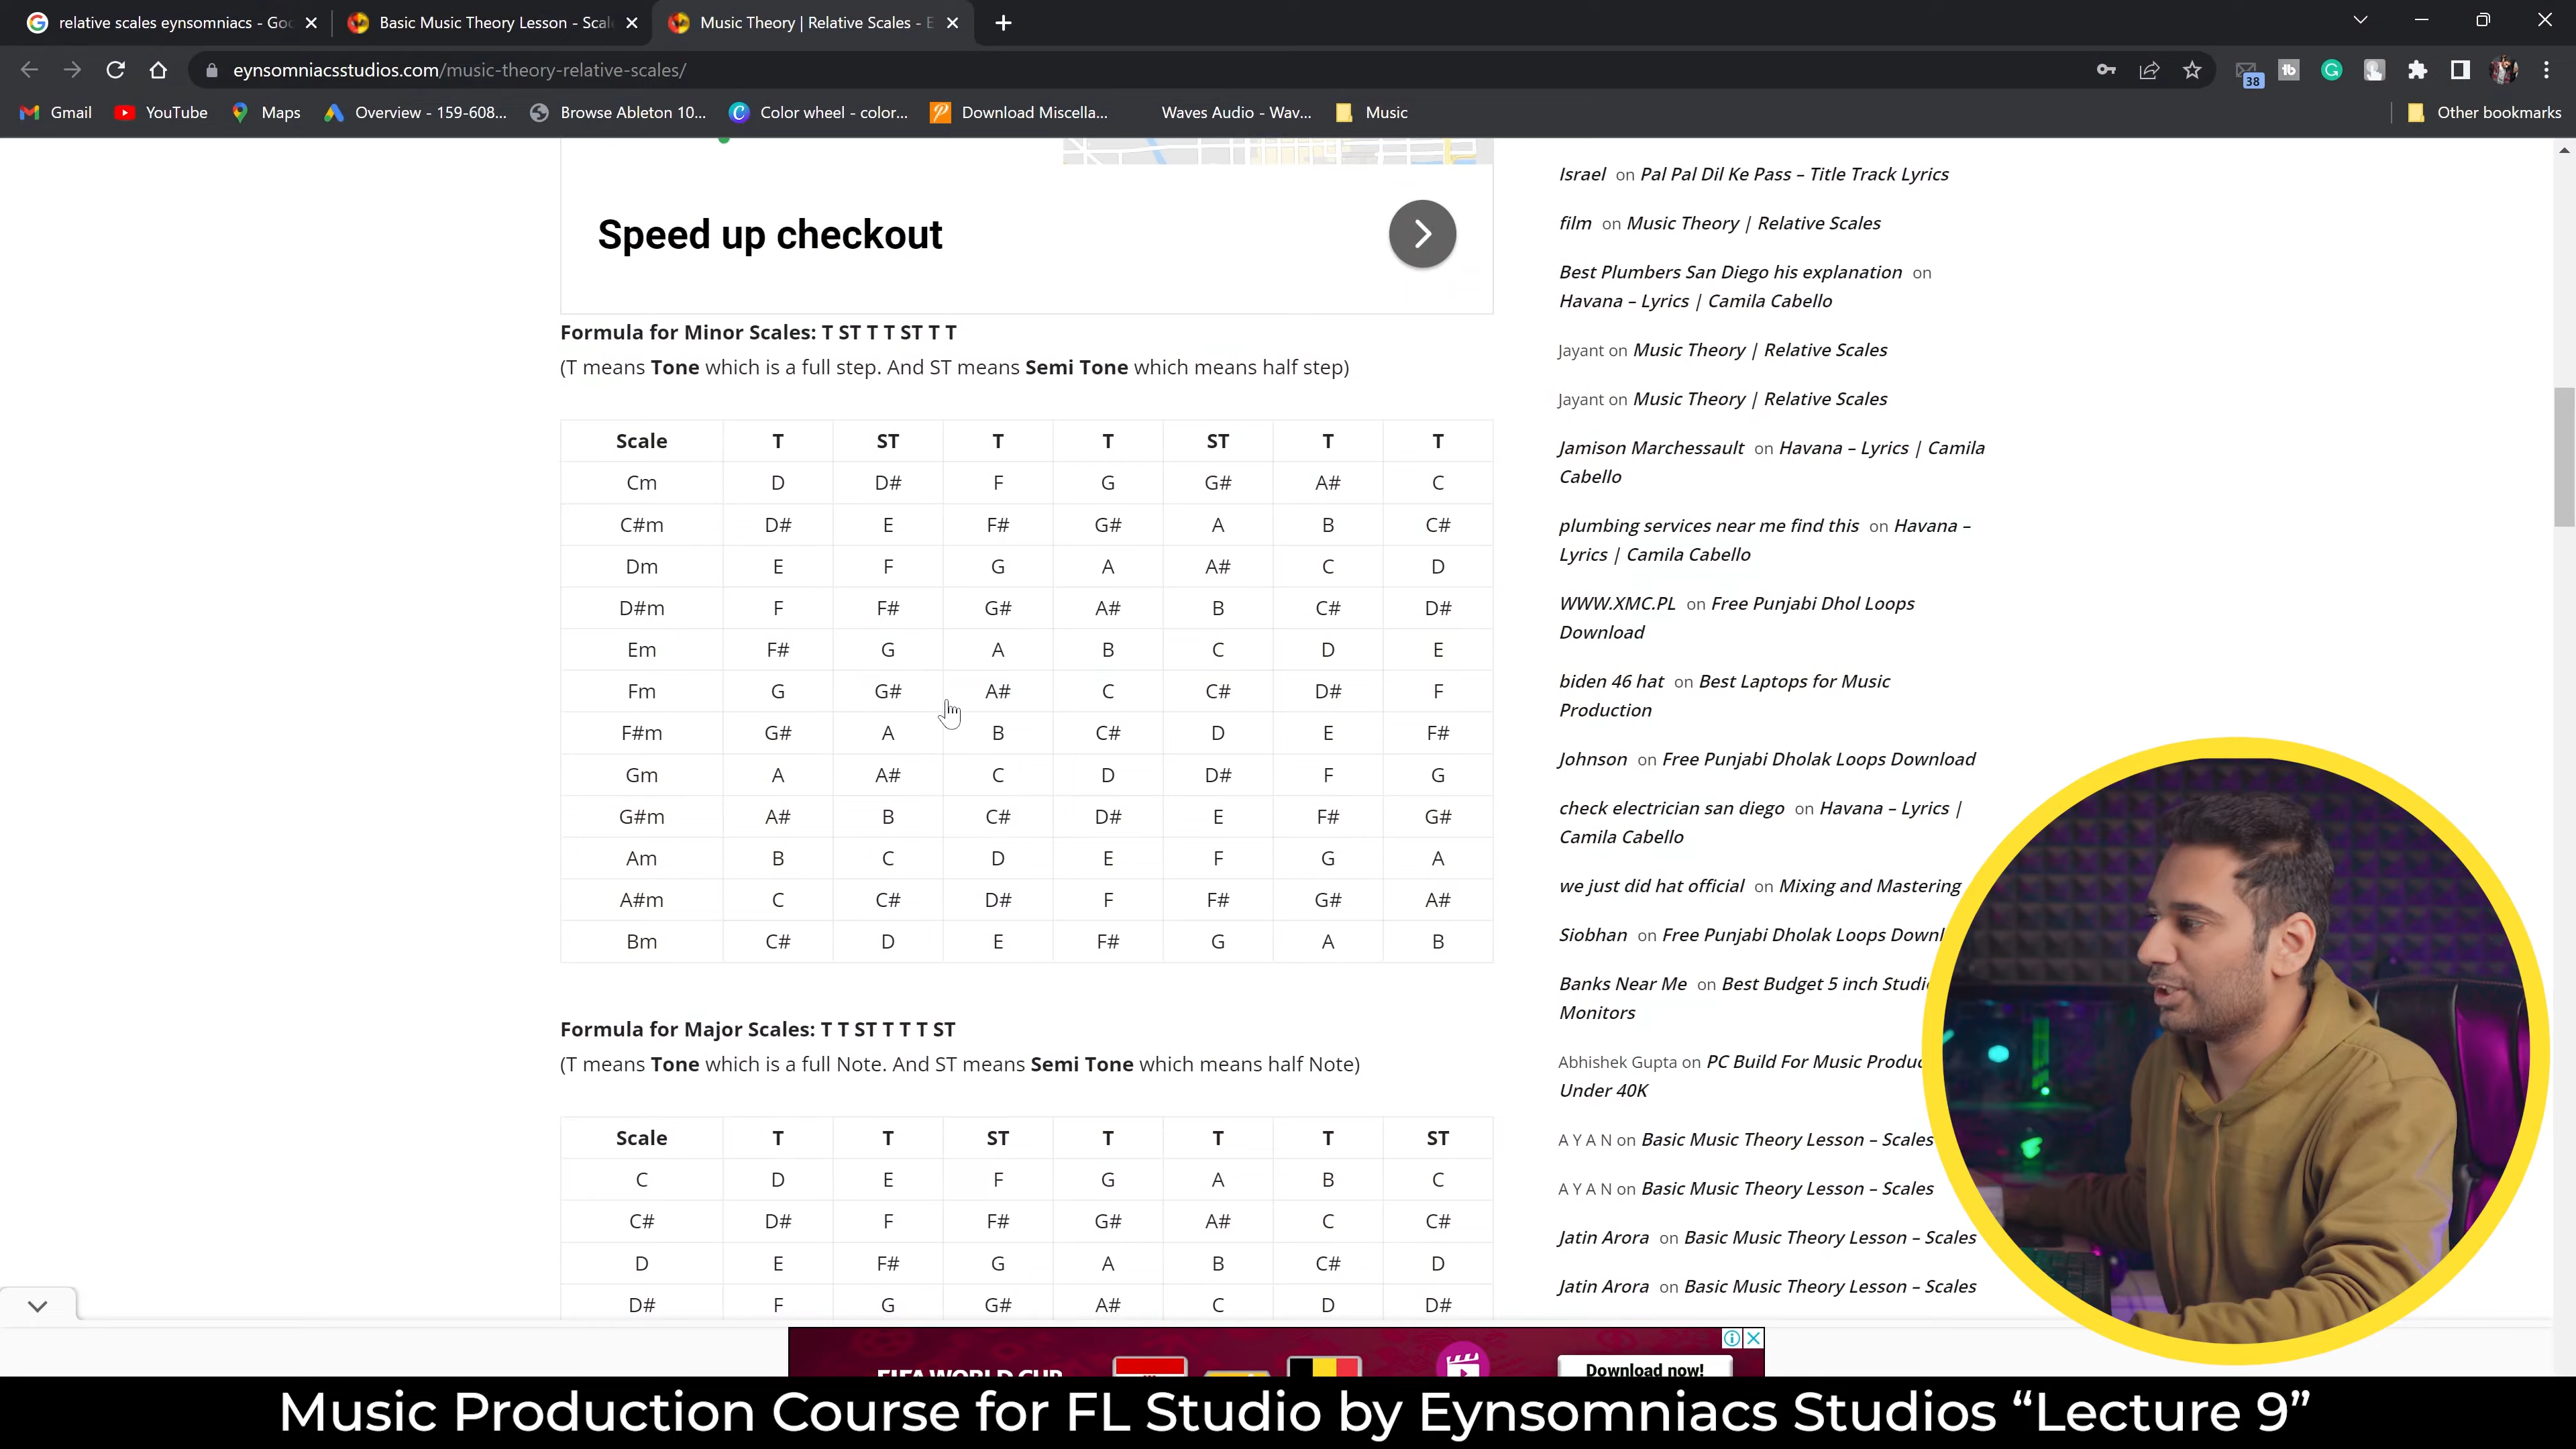 relative scales eynsomniacs - Goo
Basic Music Theory Lesson - Scal
Music Theory | Relative Scales - E
eynsomniacsstudios.com/music-theory-relative-scales/
38
Gmail
YouTube
Maps
Overview - 159-608...
Browse Ableton 10...
Color wheel - color...
Download Miscella...
Waves Audio - Wav...
Music
Other bookmarks
Speed up checkout
Formula for Minor Scales: T ST T T ST T T
(T means Tone which is a full step. And ST means Semi Tone which means half step)
Scale T ST T T ST T T
Cm D D# F G G# A# C
C#m D# E F# G# A B C#
Dm E F G A A# C D
D#m F F# G# A# B C# D#
Em F# G A B C D E
Fm G G# A# C C# D# F
F#m G# A B C# D E F#
Gm A A# C D D# F G
G#m A# B C# D# E F# G#
Am B C D E F G A
A#m C C# D# F F# G# A#
Bm C# D E F# G A B
Formula for Major Scales: T T ST T T T ST
(T means Tone which is a full Note. And ST means Semi Tone which means half Note)
Scale T T ST T T T ST
C D E F G A B C
C# D# F F# G# A# C C#
D E F# G A B C# D
D# F G G# A# C D D#
Israel on Pal Pal Dil Ke Pass – Title Track Lyrics
film on Music Theory | Relative Scales
Best Plumbers San Diego his explanation on
Havana – Lyrics | Camila Cabello
Jayant on Music Theory | Relative Scales
Jayant on Music Theory | Relative Scales
Jamison Marchessault on Havana – Lyrics | Camila
Cabello
plumbing services near me find this on Havana –
Lyrics | Camila Cabello
WWW.XMC.PL on Free Punjabi Dhol Loops
Download
biden 46 hat on Best Laptops for Music
Production
Johnson on Free Punjabi Dholak Loops Download
check electrician san diego on Havana – Lyrics |
Camila Cabello
we just did hat official on Mixing and Mastering
Siobhan on Free Punjabi Dholak Loops Downl
Banks Near Me on Best Budget 5 inch Studi
Monitors
Abhishek Gupta on PC Build For Music Produc
Under 40K
A Y A N on Basic Music Theory Lesson – Scales
A Y A N on Basic Music Theory Lesson – Scales
Jatin Arora on Basic Music Theory Lesson – Scales
Jatin Arora on Basic Music Theory Lesson – Scales
FIFA WORLD CUP
Download now!
Music Production Course for FL Studio by Eynsomniacs Studios “Lecture 9”